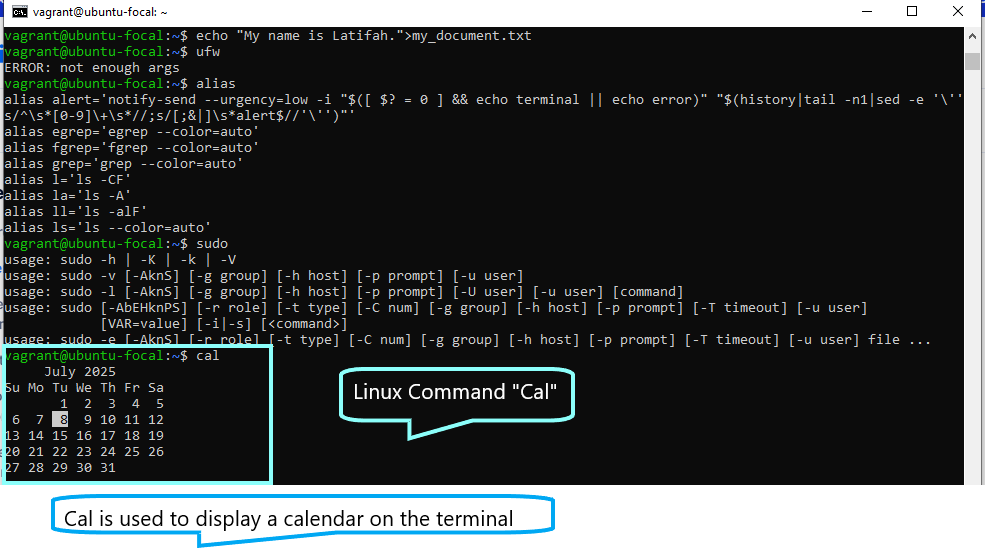 vagrant@ubuntu-focal: ~
vagrant@ubuntu-focal:~$ echo "My name is Latifah.">my_document.txt
vagrant@ubuntu-focal:~$ ufw
ERROR: not enough args
vagrant@ubuntu-focal:~$ alias
alias alert='notify-send --urgency=low -i "$([ $? = 0 ] && echo terminal || echo error)" "$(history|tail -n1|sed -e '\''
s/^\s*[0-9]\+\s*//;s/[;&|]\s*alert$//'\'')"'
alias egrep='egrep --color=auto'
alias fgrep='fgrep --color=auto'
alias grep='grep --color=auto'
alias l='ls -CF'
alias la='ls -A'
alias ll='ls -alF'
alias ls='ls --color=auto'
vagrant@ubuntu-focal:~$ sudo
usage: sudo -h | -K | -k | -V
usage: sudo -v [-AknS] [-g group] [-h host] [-p prompt] [-u user]
usage: sudo -l [-AknS] [-g group] [-h host] [-p prompt] [-U user] [-u user] [command]
usage: sudo [-AbEHknPS] [-r role] [-t type] [-C num] [-g group] [-h host] [-p prompt] [-T timeout] [-u user]
            [VAR=value] [-i|-s] [<command>]
usage: sudo -e [-AknS] [-r role] [-t type] [-C num] [-g group] [-h host] [-p prompt] [-T timeout] [-u user] file ...
vagrant@ubuntu-focal:~$ cal
     July 2025
Su Mo Tu We Th Fr Sa
       1  2  3  4  5
 6  7  8  9 10 11 12
13 14 15 16 17 18 19
20 21 22 23 24 25 26
27 28 29 30 31
Linux Command "Cal"
Cal is used to display a calendar on the terminal